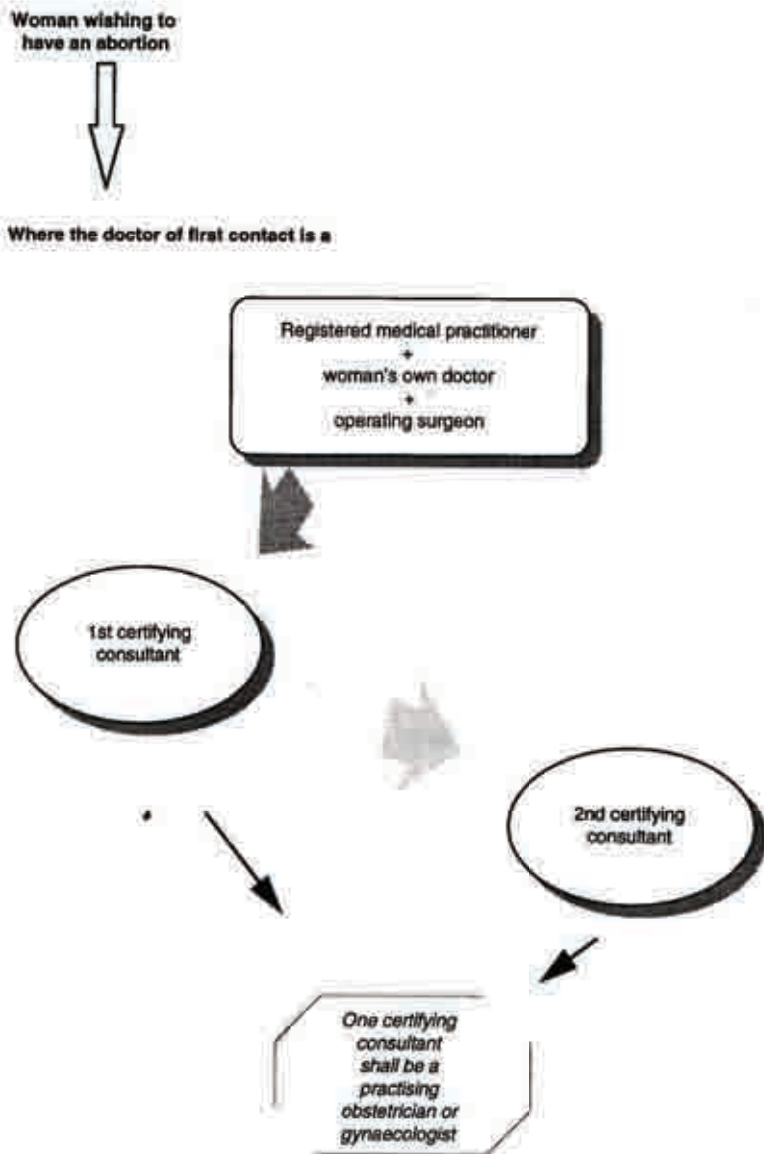 Woman wishing to
have an abortion
Where the doctor of first contact is a
Registered medical practitioner
+
woman's own doctor
+
operating surgeon
1st certifying
consultant
2nd certifying
consultant
One certifying
consultant
shall be a
practising
obstetrician or
gynaecologist